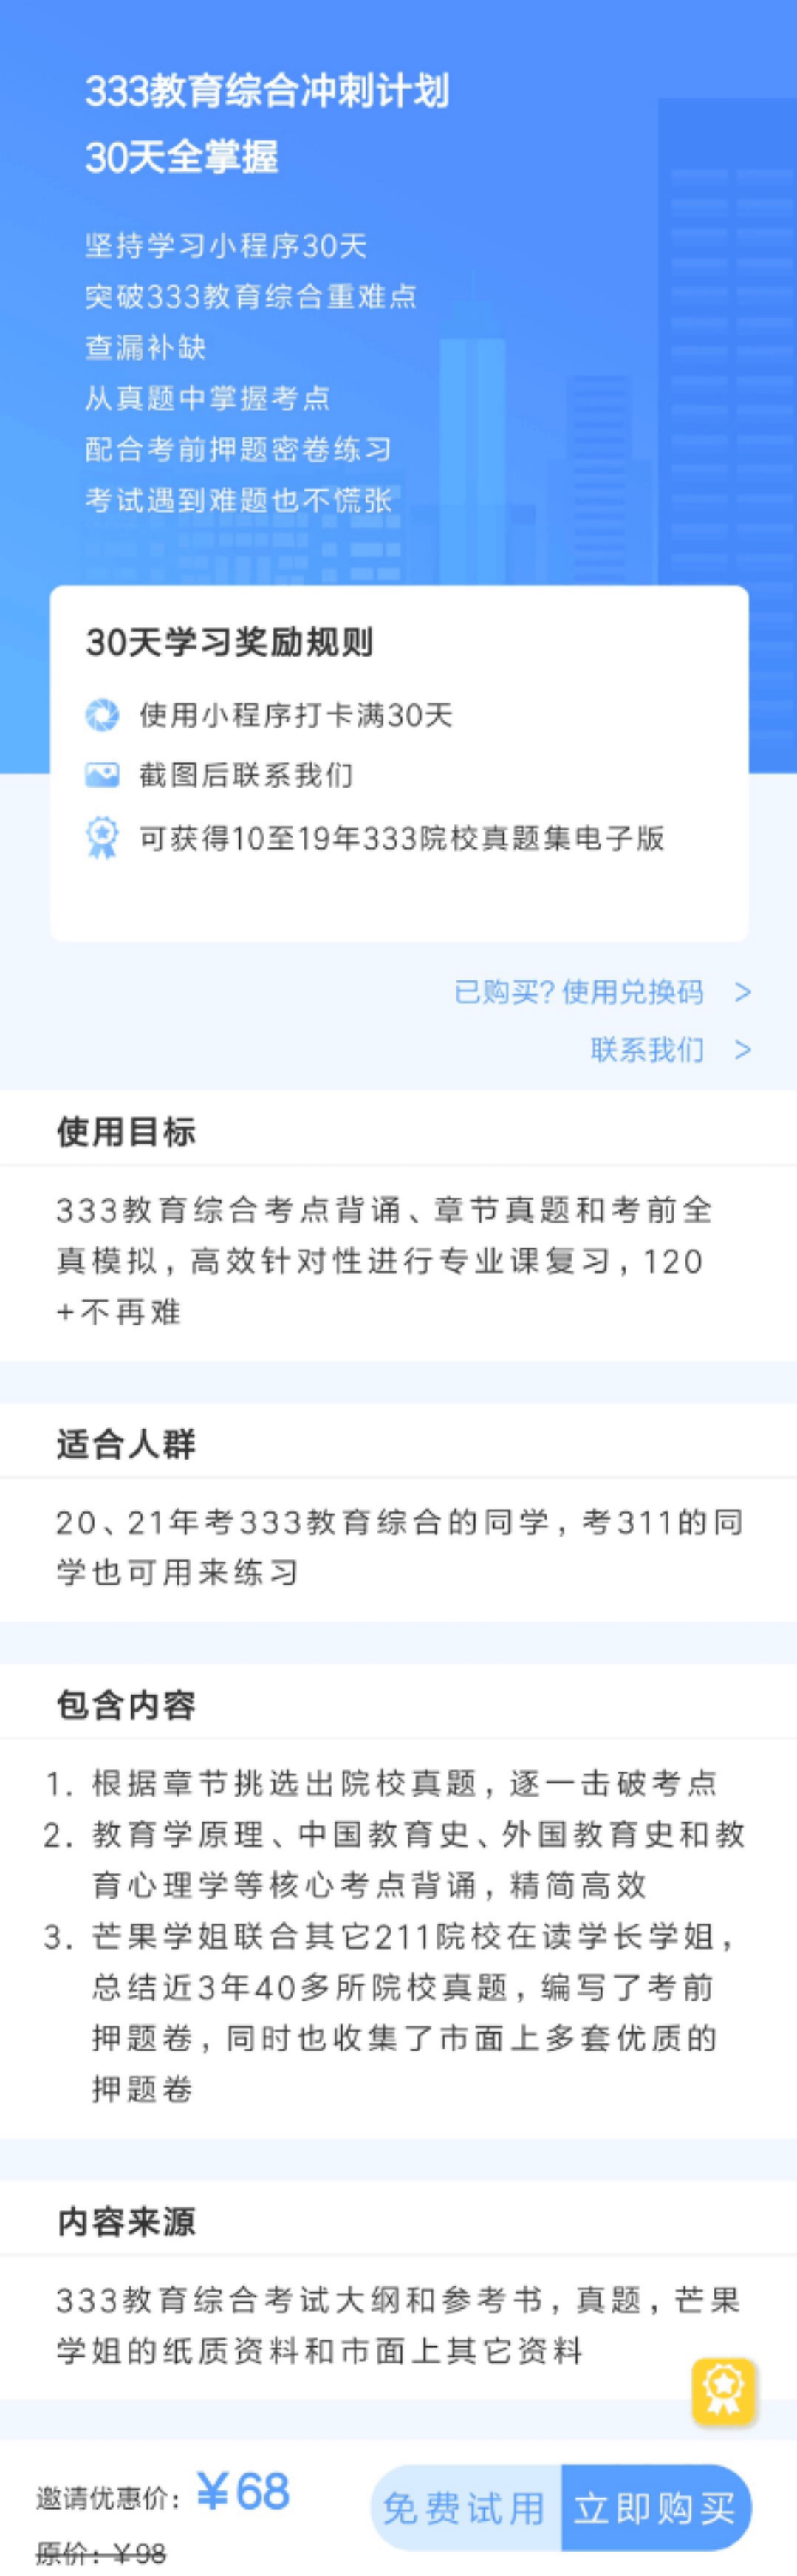 333教育综合冲刺计划
30天全掌握
坚持学习小程序30天
突破333教育综合重难点
查漏补缺
从真题中掌握考点
配合考前押题密卷练习
考试遇到难题也不慌张
30天学习奖励规则
使用小程序打卡满30天
截图后联系我们
可获得10至19年333院校真题集电子版
已购买?使用兑换码 >
联系我们 >
使用目标
333教育综合考点背诵、章节真题和考前全
真模拟，高效针对性进行专业课复习，120
+不再难
适合人群
20、21年考333教育综合的同学，考311的同
学也可用来练习
包含内容
1. 根据章节挑选出院校真题，逐一击破考点
2. 教育学原理、中国教育史、外国教育史和教
育心理学等核心考点背诵，精简高效
3. 芒果学姐联合其它211院校在读学长学姐，
总结近3年40多所院校真题，编写了考前
押题卷，同时也收集了市面上多套优质的
押题卷
内容来源
333教育综合考试大纲和参考书，真题，芒果
学姐的纸质资料和市面上其它资料
邀请优惠价：￥68
原价：￥98
免费试用 立即购买